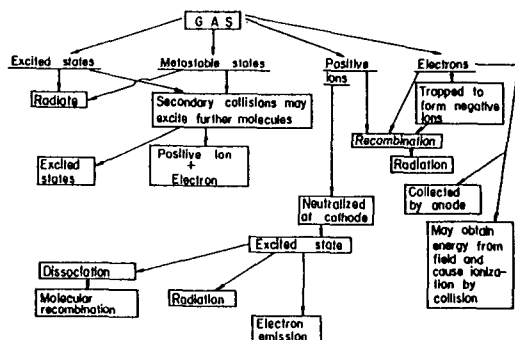 GAS
Excited states
Metastable states
Positive
Ions
Electrons
Radiate
Secondary collisions may
excite further molecules
Trapped to
form negative
ions
Recombination
Radiation
Excited
states
Positive Ion
+
Electron
Collected
by anode
Neutralized
at cathode
May obtain
energy from
field and
cause ioniza-
tion by
collision
Excited state
Dissociation
Molecular
recombination
Radiation
Electron
emission